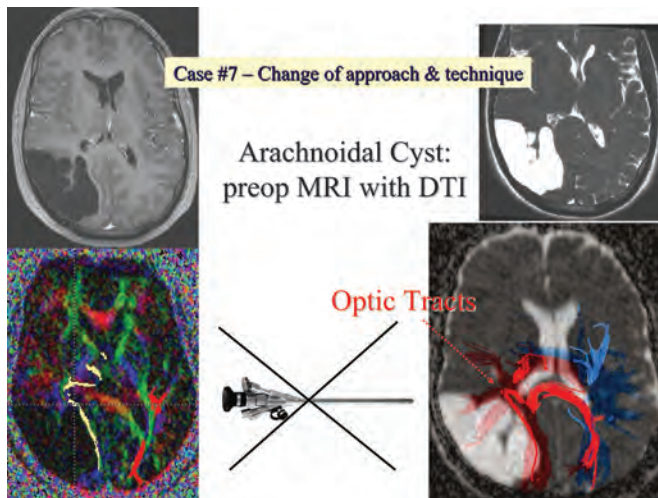 Case #7 – Change of approach & technique
Arachnoidal Cyst:
preop MRI with DTI
Optic Tracts